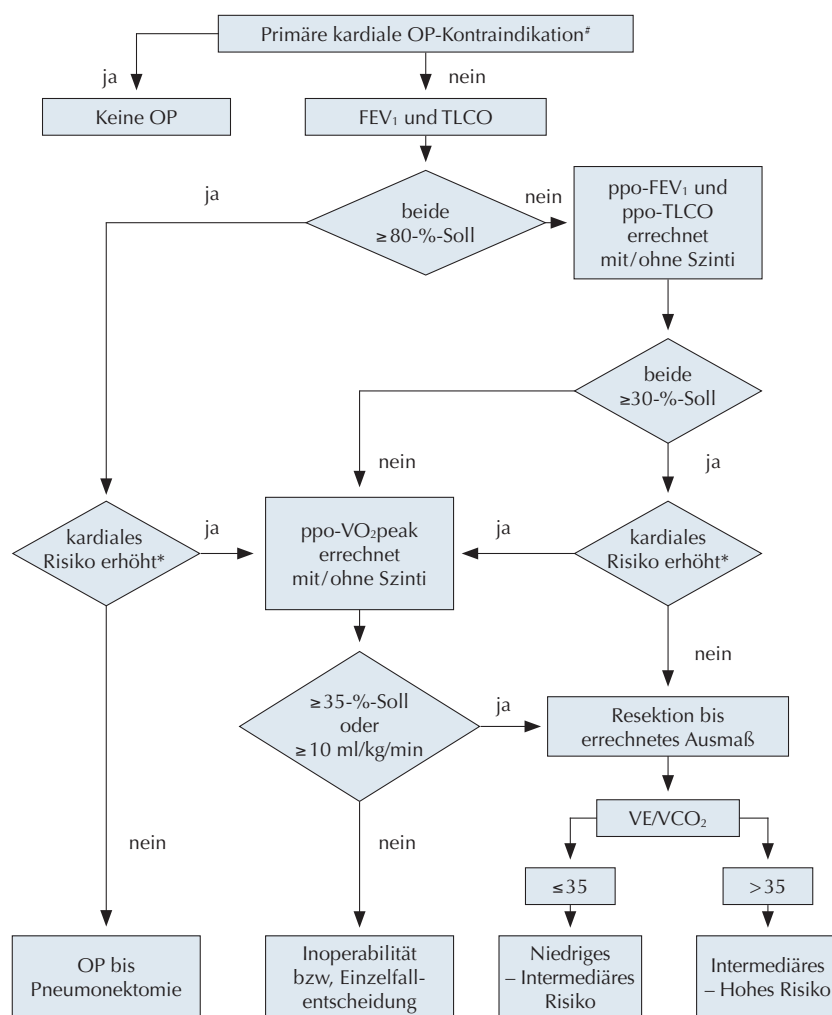 Primäre kardiale OP-Kontraindikation#
ja
nein
Keine OP
FEV₁ und TLCO
ja
beide
≥80-%-Soll
nein
ppo-FEV₁ und
ppo-TLCO
errechnet
mit/ohne Szinti
beide
≥30-%-Soll
nein
ja
kardiales
Risiko erhöht*
ja
ppo-VO₂peak
errechnet
mit/ohne Szinti
ja
kardiales
Risiko erhöht*
nein
≥35-%-Soll
oder
≥10 ml/kg/min
ja
Resektion bis
errechnetes Ausmaß
VE/VCO₂
nein
nein
≤35
>35
OP bis
Pneumonektomie
Inoperabilität
bzw, Einzelfall-
entscheidung
Niedriges
– Intermediäres
Risiko
Intermediäres
– Hohes Risiko